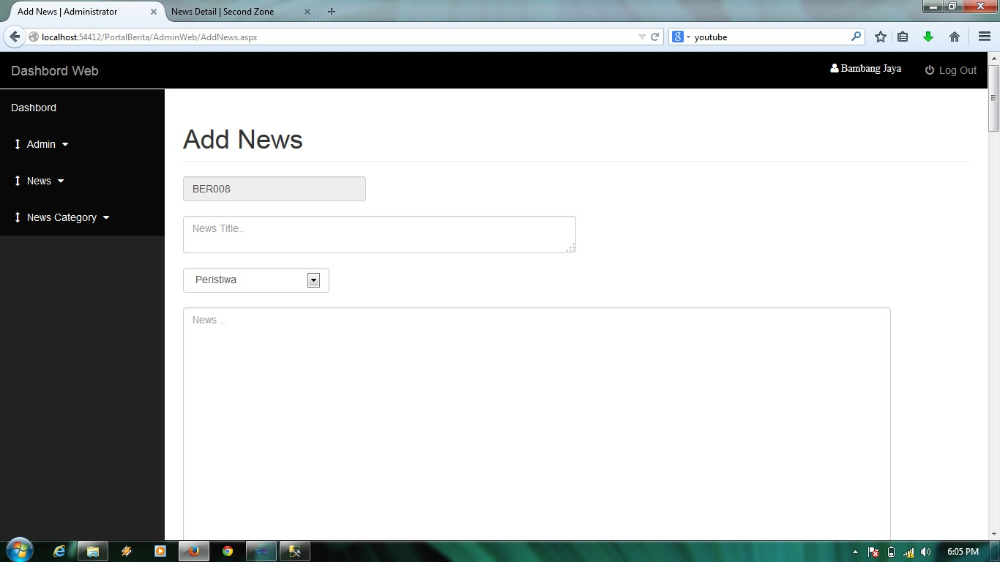 Add News | Administrator
News Detail | Second Zone
localhost:54412/PortalBerita/AdminWeb/AddNews.aspx
8 youtube
Dashbord Web
Bambang Jaya
Log Out
Dashbord
Admin
News
News Category
Add News
BER008
News Title..
Peristiwa
News ..
6:05 PM